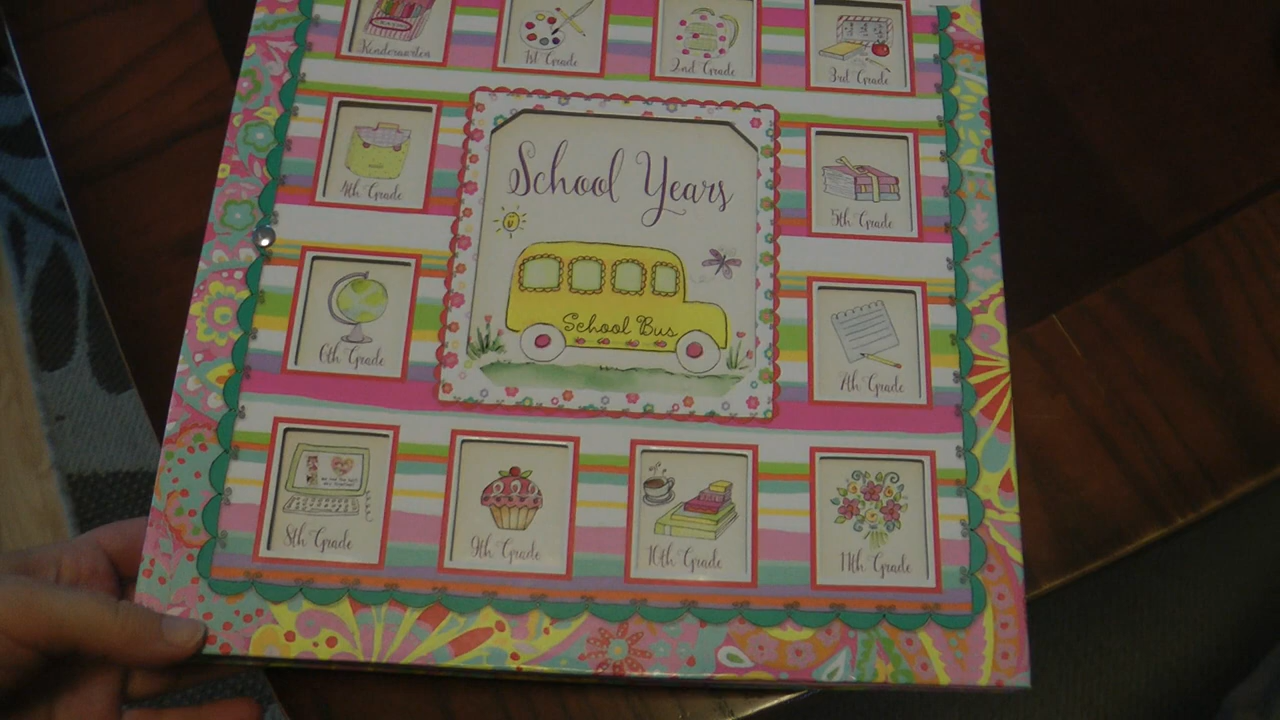 Kindergarten
1st Grade
2nd Grade
3rd Grade
4th Grade
School Years
5th Grade
School Bus
6th Grade
7th Grade
8th Grade
9th Grade
10th Grade
11th Grade